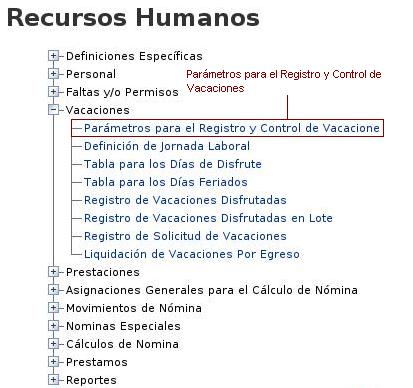 Recursos Humanos
Definiciones Específicas
Personal
Parámetros para el Registro y Control de
Vacaciones
Faltas y/o Permisos
Vacaciones
Parámetros para el Registro y Control de Vacacione
Definición de Jornada Laboral
Tabla para los Días de Disfrute
Tabla para los Días Feriados
Registro de Vacaciones Disfrutadas
Registro de Vacaciones Disfrutadas en Lote
Registro de Solicitud de Vacaciones
Liquidación de Vacaciones Por Egreso
Prestaciones
Asignaciones Generales para el Cálculo de Nómina
Movimientos de Nómina
Nominas Especiales
Cálculos de Nomina
Prestamos
Reportes